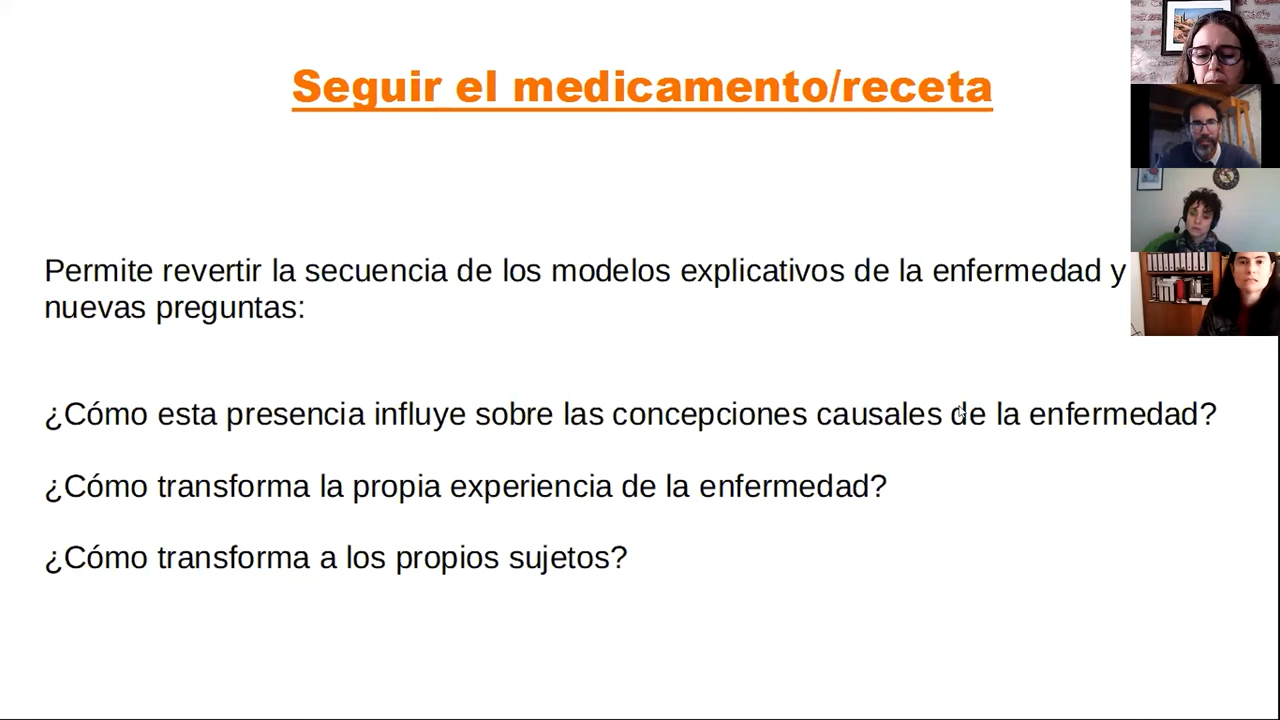 Seguir el medicamento/receta
Permite revertir la secuencia de los modelos explicativos de la enfermedad y
nuevas preguntas:
¿Cómo esta presencia influye sobre las concepciones causales de la enfermedad?
¿Cómo transforma la propia experiencia de la enfermedad?
¿Cómo transforma a los propios sujetos?